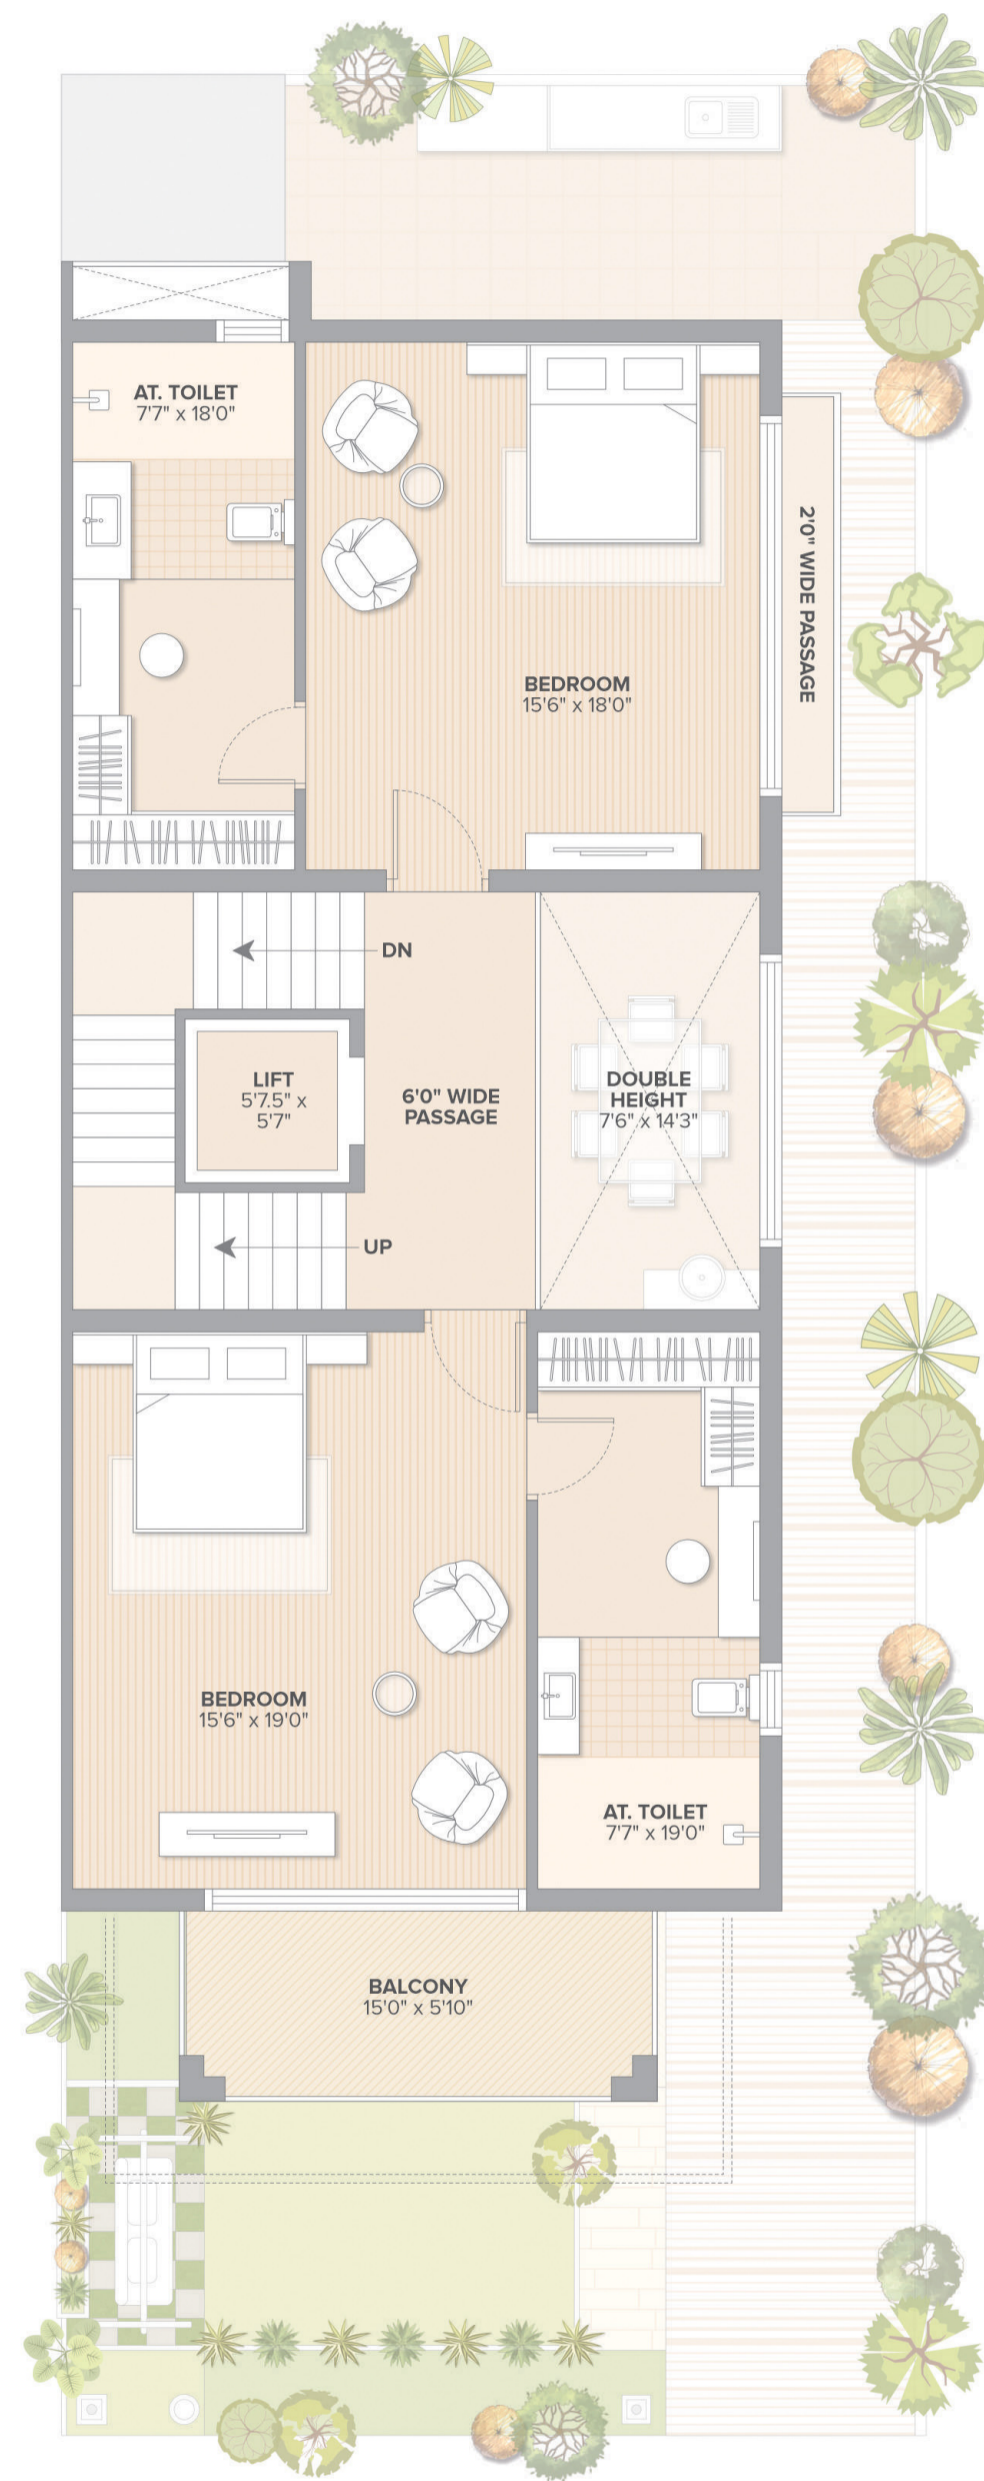 AT. TOILET
7'7" x 18'0"
2'0" WIDE PASSAGE
BEDROOM
15'6" x 18'0"
DN
LIFT
5'7.5" x
5'7"
6'0" WIDE
PASSAGE
DOUBLE
HEIGHT
7'6" x 14'3"
UP
BEDROOM
15'6" x 19'0"
AT. TOILET
7'7" x 19'0"
BALCONY
15'0" x 5'10"